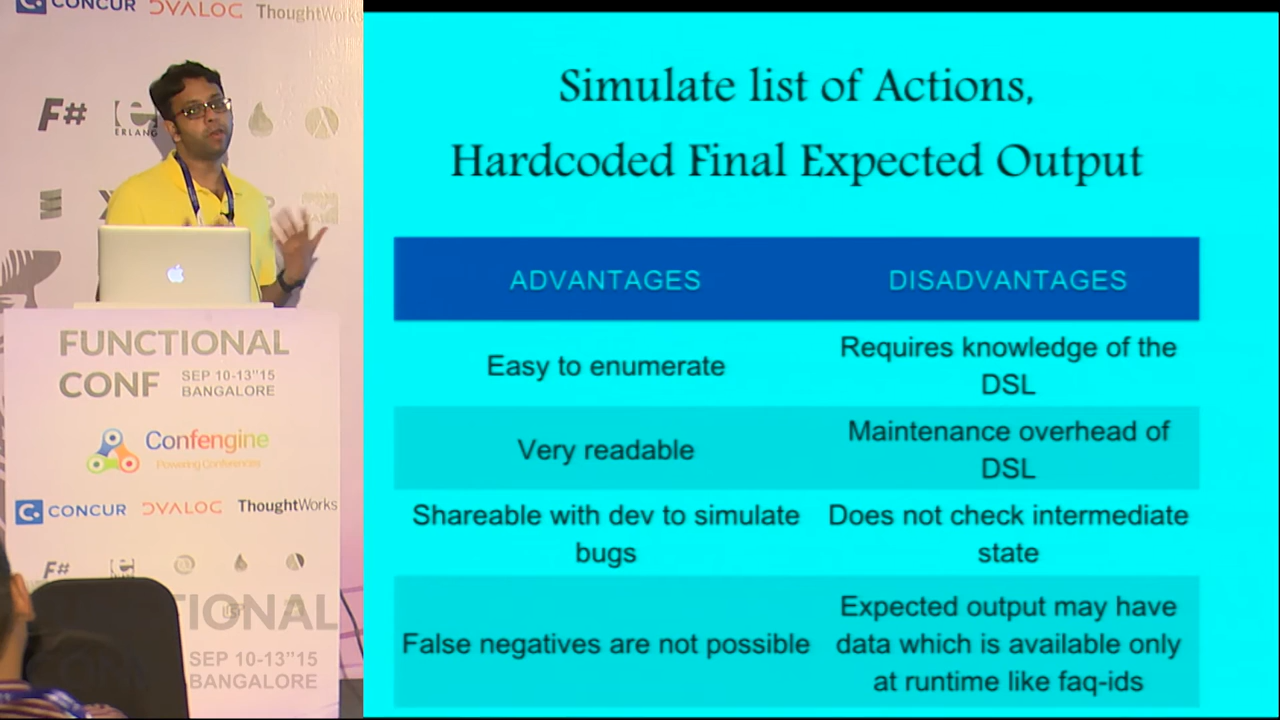 CONCUR DVALOG ThoughtWorks
F# ERLANG
FUNCTIONAL
CONF SEP 10-13"15
BANGALORE
Confengine
Powering Conferences
CONCUR DVALOG ThoughtWorks
F#
TIONAL
SEP 10-13"15
BANGALORE
Simulate list of Actions,
Hardcoded Final Expected Output
ADVANTAGES DISADVANTAGES
Easy to enumerate
Requires knowledge of the
DSL
Very readable
Maintenance overhead of
DSL
Shareable with dev to simulate
bugs
Does not check intermediate
state
False negatives are not possible
Expected output may have
data which is available only
at runtime like faq-ids